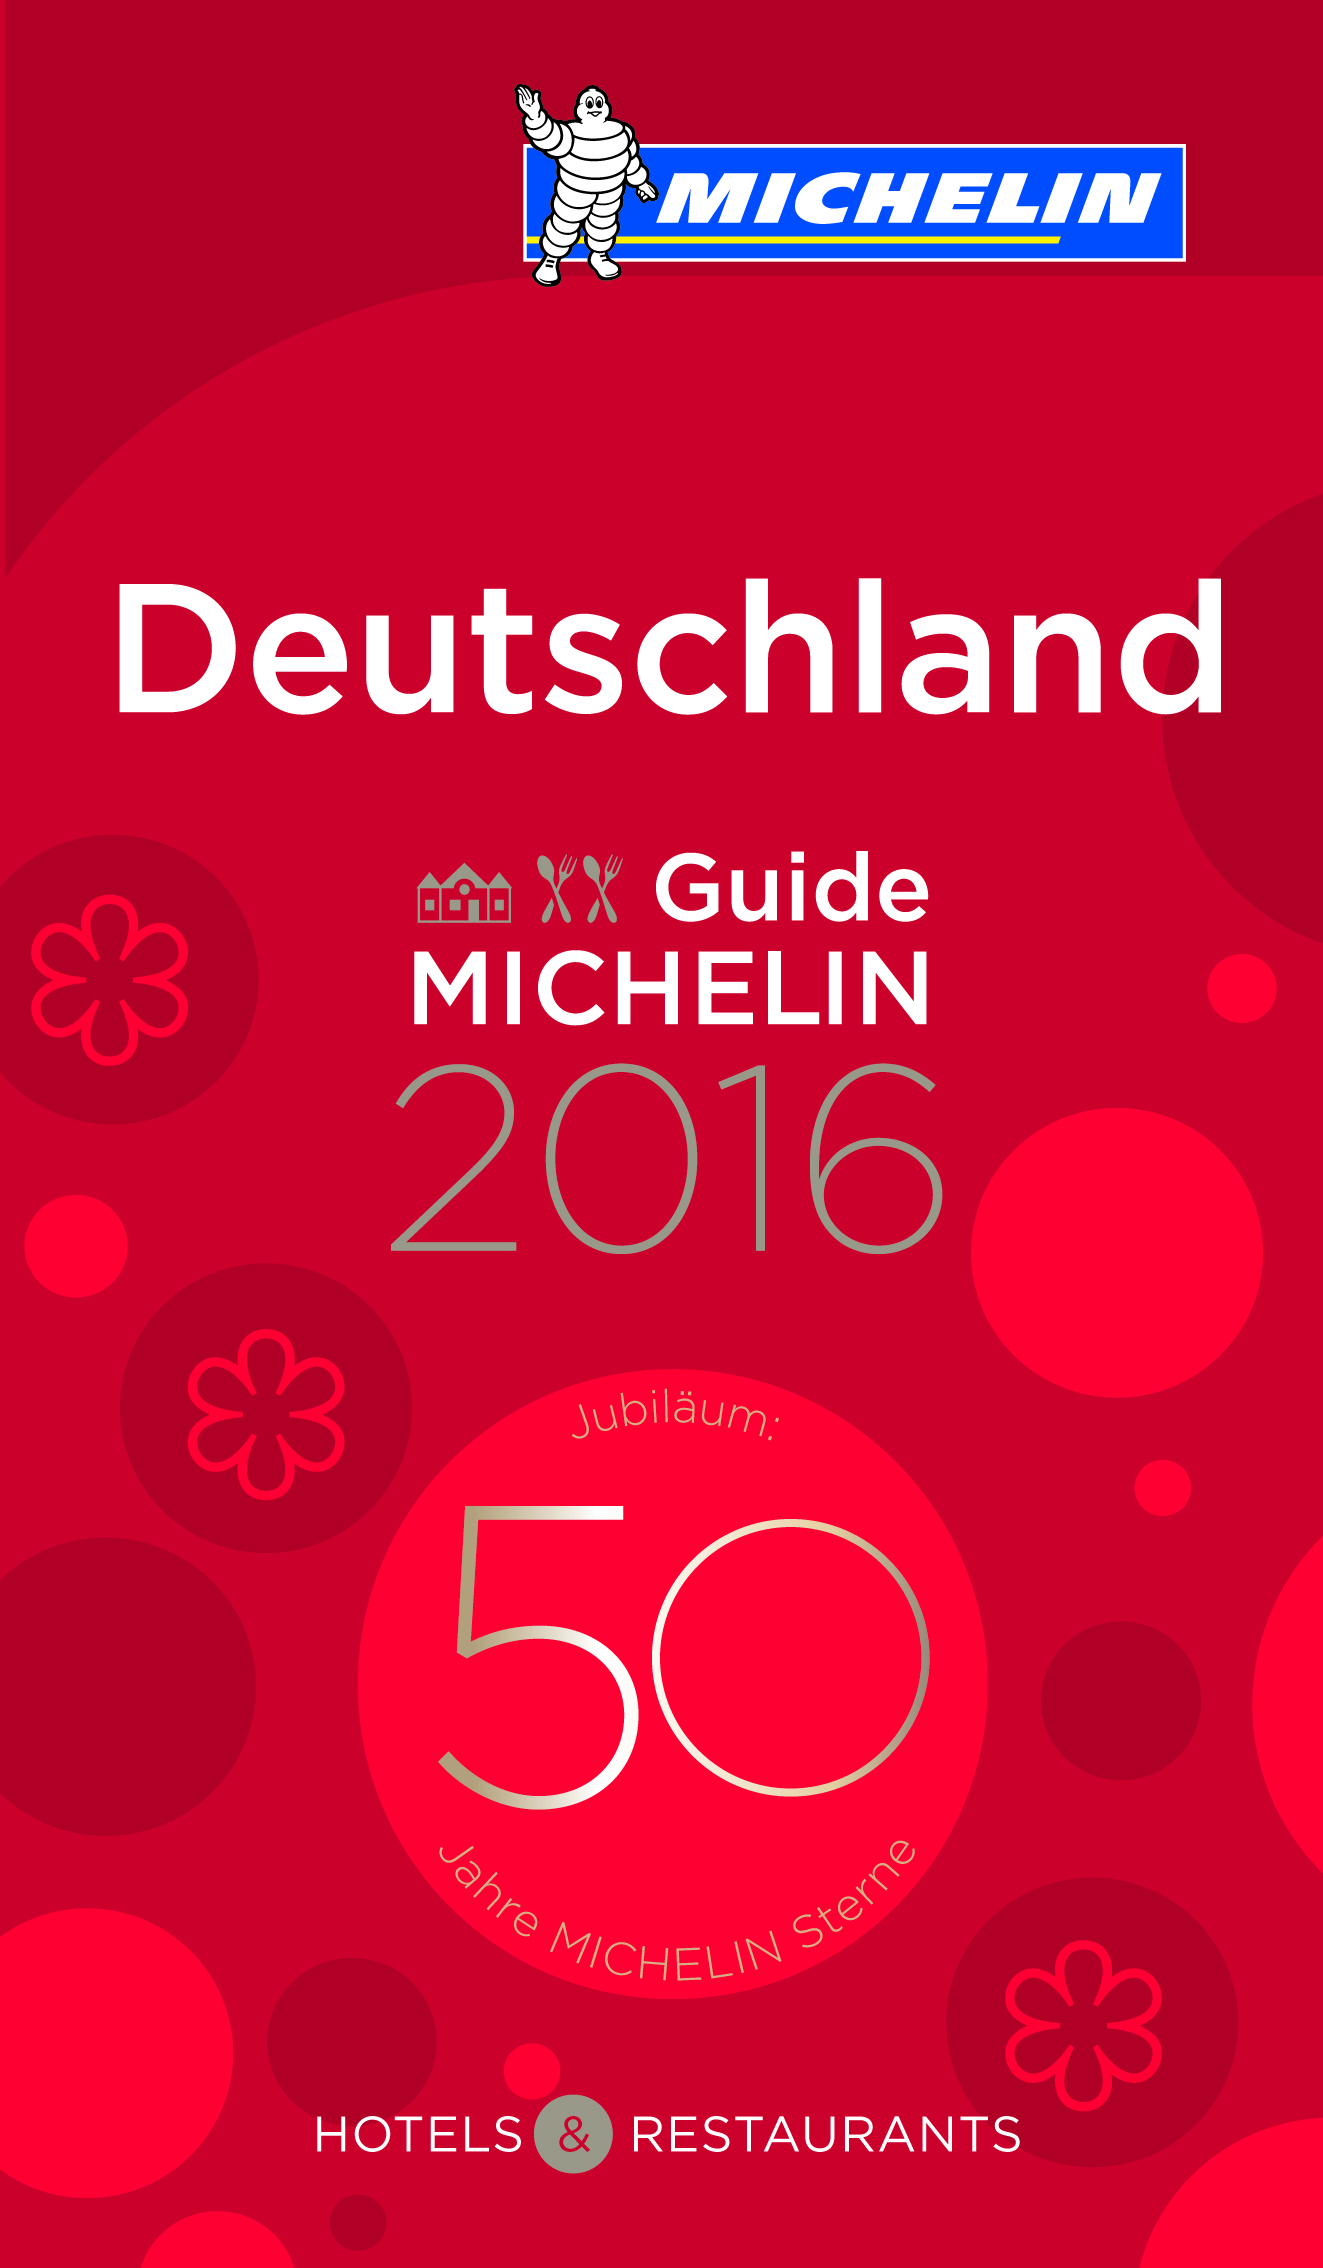 MICHELIN
Deutschland
Guide
MICHELIN
2016
Jubiläum:
50
Jahre MICHELIN Sterne
HOTELS & RESTAURANTS